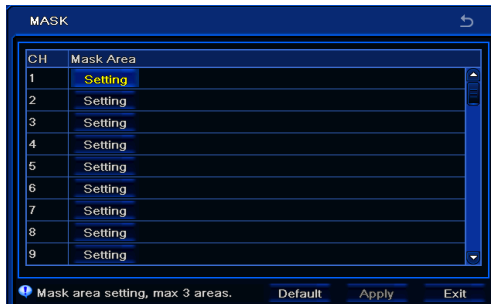 MASK
CH Mask Area
1 Setting
2 Setting
3 Setting
4 Setting
5 Setting
6 Setting
7 Setting
8 Setting
9 Setting
Mask area setting, max 3 areas. Default Apply Exit